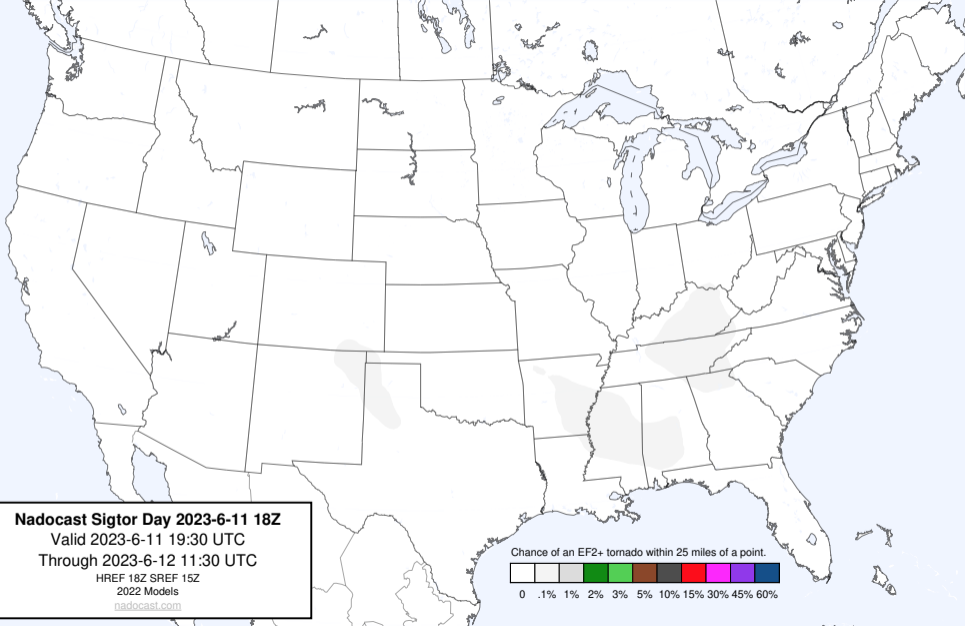 Nadocast Sigtor Day 2023-6-11 18Z
Valid 2023-6-11 19:30 UTC
Through 2023-6-12 11:30 UTC
HREF 18Z SREF 15Z
2022 Models
nadocast.com
Chance of an EF2+ tornado within 25 miles of a point.
0 .1% 1% 2% 3% 5% 10% 15% 30% 45% 60%